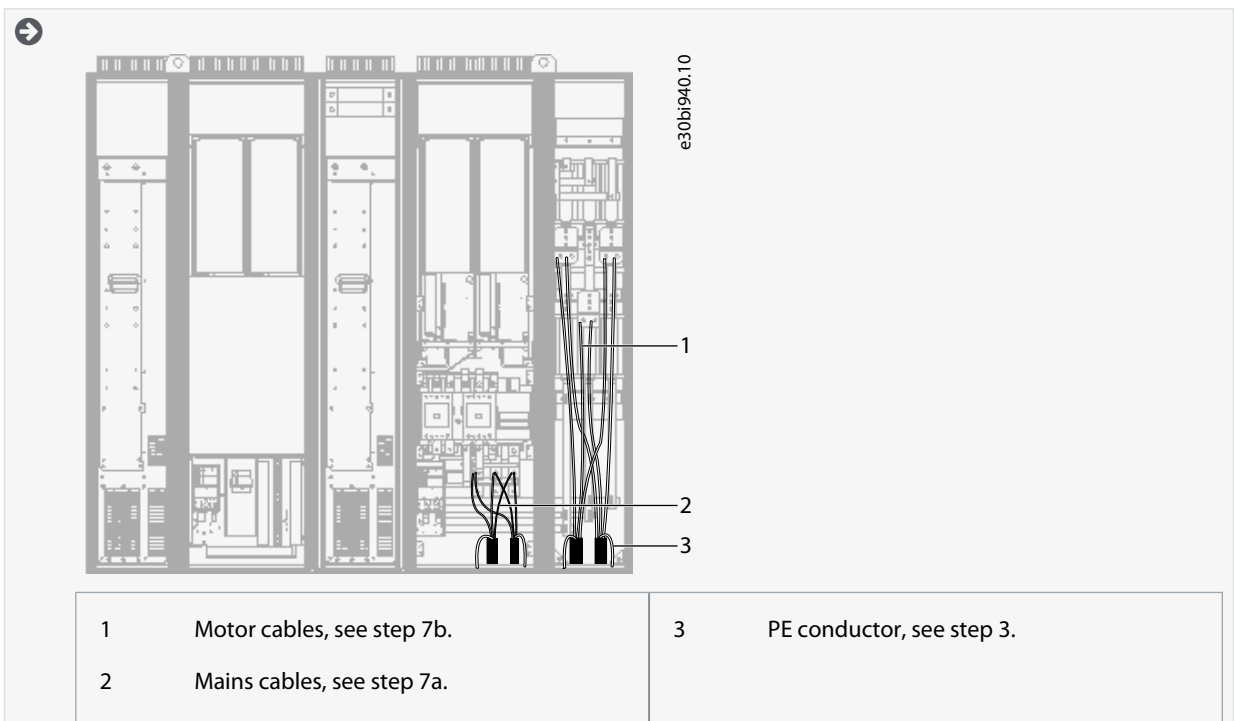 e30bi940.10
1
2
3
1 Motor cables, see step 7b.
2 Mains cables, see step 7a.
3 PE conductor, see step 3.